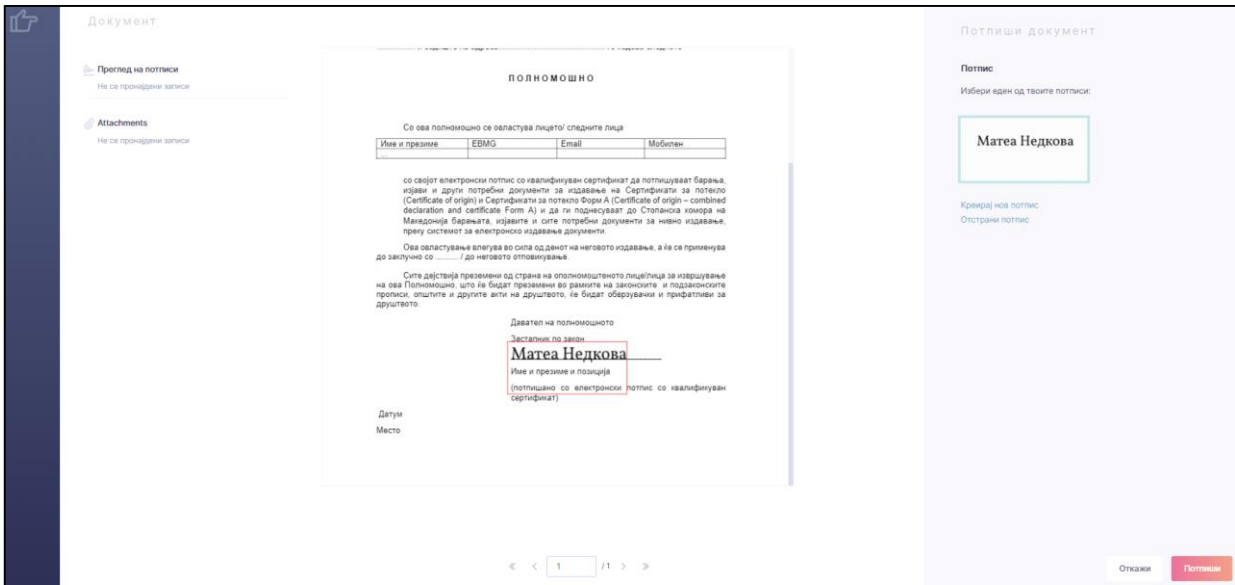 Документ
Преглед на потписи
Не се пронајдени записи
Attachments
Не се пронајдени записи
ПОЛНОМОШНО
Со ова полномошно се овластува лицето/ следните лица
Име и презиме EBMG Email Мобилен
....
со својот електронски потпис со квалификуван сертификат да потпишуваат барања,
изјави и други потребни документи за издавање на Сертификати за потекло
(Certificate of origin) и Сертификати за потекло Форм А (Certificate of origin – combined
declaration and certificate Form A) и да ги поднесуваат до Стопанска комора на
Македонија барањата, изјавите и сите потребни документи за нивно издавање,
преку системот за електронско издавање документи.
Ова овластување влегува во сила од денот на неговото издавање, а ќе се применува
до заклучно со .......... / до неговото отповикување.
Сите дејствија преземени од страна на ополномоштеното лице/лица за извршување
на ова Полномошно, што ќе бидат преземени во рамките на законските и подзаконските
прописи, општите и другите акти на друштвото, ќе бидат обврзувачки и прифатливи за
друштвото.
Давател на полномошното
Застапник по закон
Матеа Недкова
Име и презиме и позиција
(потпишано со електронски потпис со квалификуван
сертификат)
Датум
Место
1 /1
Потпиши документ
Потпис
Избери еден од твоите потписи:
Матеа Недкова
Креирај нов потпис
Отстрани потпис
Откажи
Потпиши